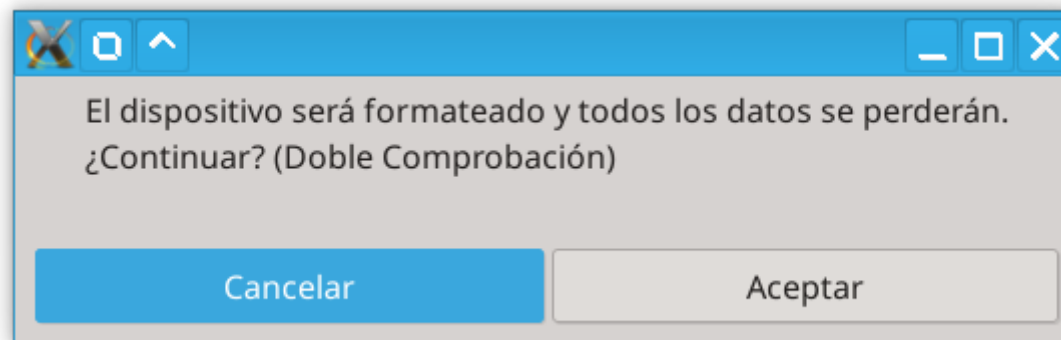 El dispositivo será formateado y todos los datos se perderán.
¿Continuar? (Doble Comprobación)
Cancelar
Aceptar